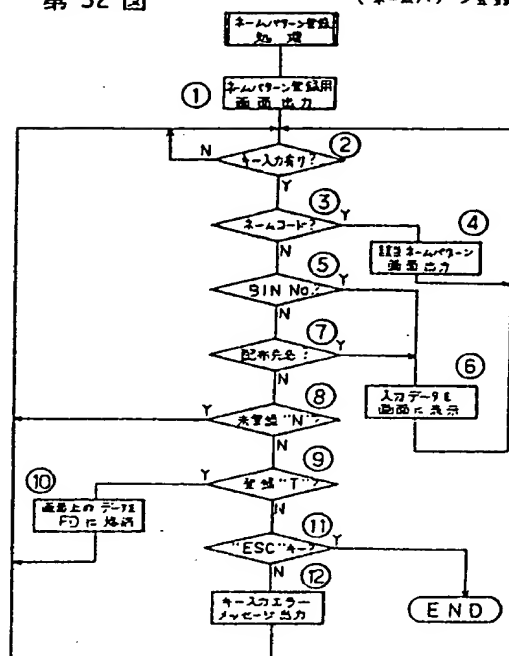 第 32 図
ネームパターン登録
処 理
①
ネームパターン登録用
画 面 出 力
②
キー入力有り?
N
Y
③
ネームコード?
Y
N
④
該当ネームパターン
画 面 出 力
⑤
BIN No.?
Y
N
⑦
配布先名?
Y
N
⑥
入力データを
画面に表示
⑧
未登録"N"?
Y
N
⑨
登録"T"?
Y
N
⑩
画面上のデータを
FDに格納
⑪
"ESC"キー?
Y
N
⑫
キー入力エラー
メッセージ出力
END